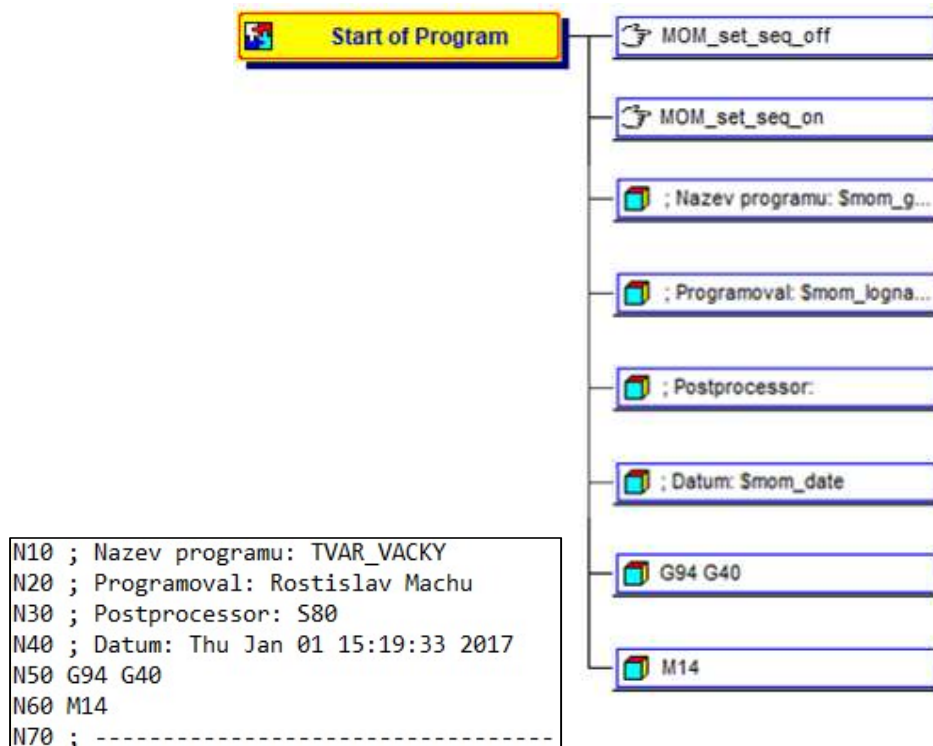 Start of Program
MOM_set_seq_off
MOM_set_seq_on
; Nazev programu: $mom_g...
; Programoval: $mom_logna...
; Postprocessor:
; Datum: $mom_date
G94 G40
M14
N10 ; Nazev programu: TVAR_VACKY
N20 ; Programoval: Rostislav Machu
N30 ; Postprocessor: S80
N40 ; Datum: Thu Jan 01 15:19:33 2017
N50 G94 G40
N60 M14
N70 ; ----------------------------------